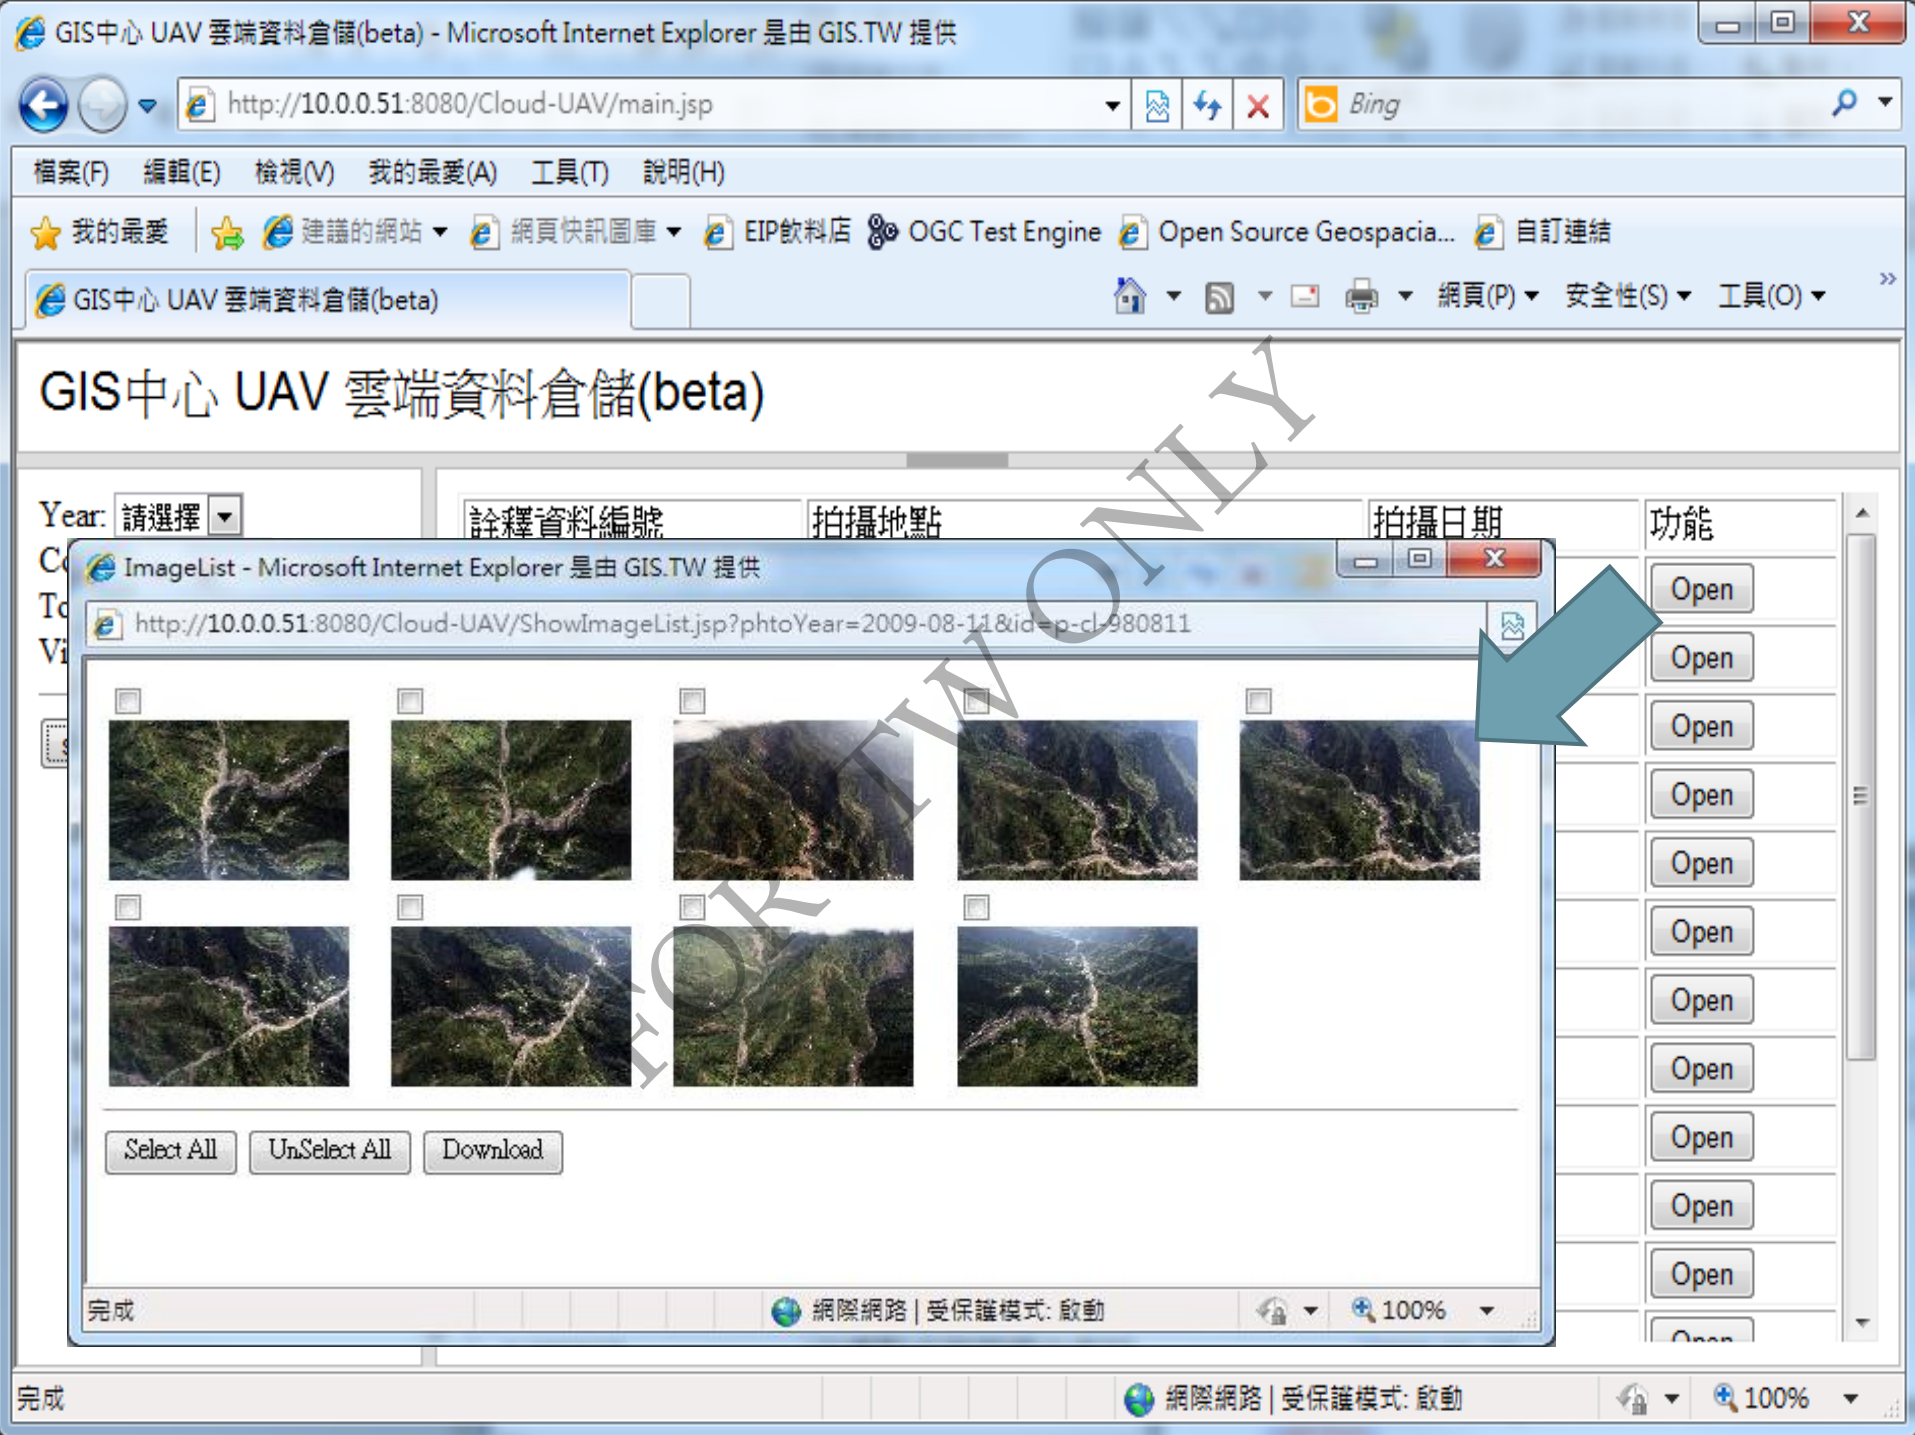 GIS中心 UAV 雲端資料倉儲(beta) - Microsoft Internet Explorer 是由 GIS.TW 提供
http://10.0.0.51:8080/Cloud-UAV/main.jsp
Bing
檔案(F) 編輯(E) 檢視(V) 我的最愛(A) 工具(T) 說明(H)
我的最愛 建議的網站 網頁快訊圖庫 EIP飲料店 OGC Test Engine Open Source Geospacia... 自訂連結
GIS中心 UAV 雲端資料倉儲(beta) 網頁(P) 安全性(S) 工具(O) »
GIS中心 UAV 雲端資料倉儲(beta)
Year: 請選擇
詮釋資料編號 拍攝地點 拍攝日期 功能
ImageList - Microsoft Internet Explorer 是由 GIS.TW 提供
http://10.0.0.51:8080/Cloud-UAV/ShowImageList.jsp?phtoYear=2009-08-11&id=p-cl-980811
Open
Open
Open
Open
Open
Open
Open
Open
Open
Open
Open
Open
Select All UnSelect All Download
完成 網際網路 | 受保護模式: 啟動 100%
完成 網際網路 | 受保護模式: 啟動 100%
FOR TW ONLY